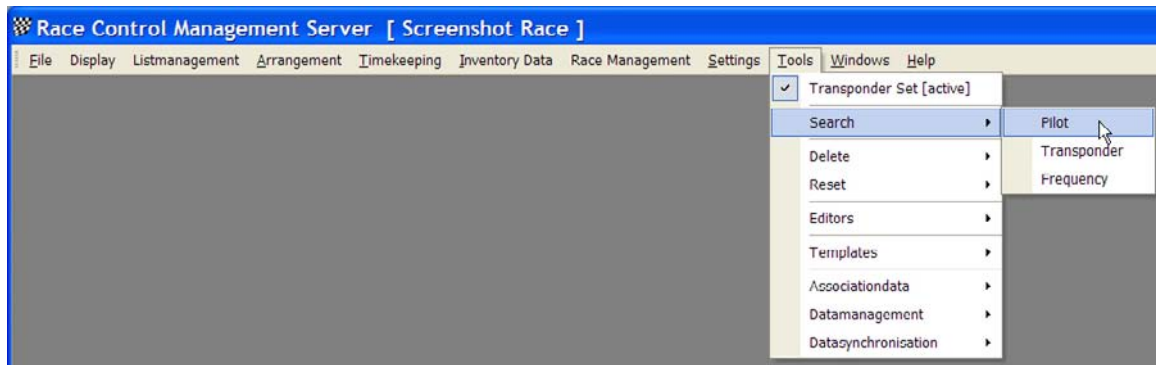 Race Control Management Server [ Screenshot Race ]
File Display Listmanagement Arrangement Timekeeping Inventory Data Race Management Settings Tools Windows Help
Transponder Set [active]
Search
Pilot
Transponder
Frequency
Delete
Reset
Editors
Templates
Associationdata
Datamanagement
Datasynchronisation